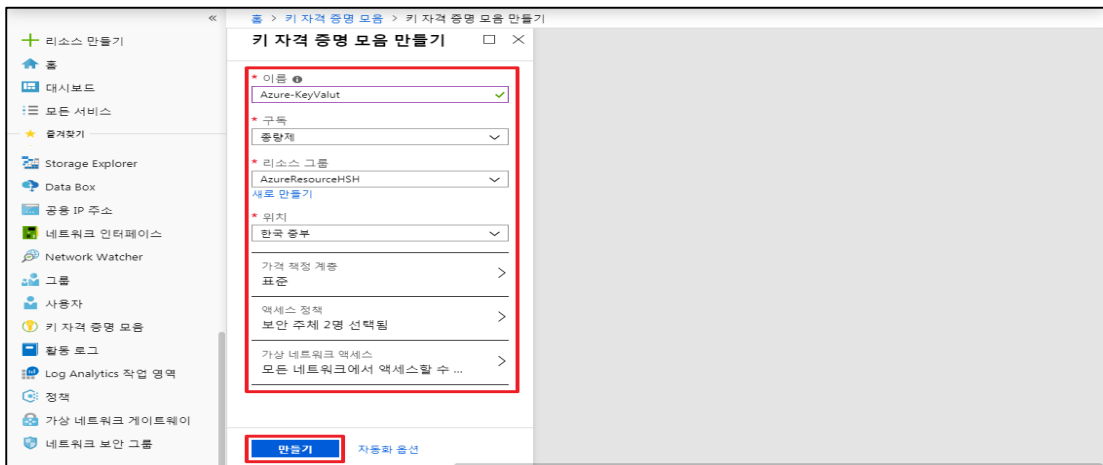 «
홈 > 키 자격 증명 모음 > 키 자격 증명 모음 만들기
리소스 만들기
홈
대시보드
모든 서비스
즐겨찾기
Storage Explorer
Data Box
공용 IP 주소
네트워크 인터페이스
Network Watcher
그룹
사용자
키 자격 증명 모음
활동 로그
Log Analytics 작업 영역
정책
가상 네트워크 게이트웨이
네트워크 보안 그룹
키 자격 증명 모음 만들기
* 이름
Azure-KeyValut
* 구독
종량제
* 리소스 그룹
AzureResourceHSH
새로 만들기
* 위치
한국 중부
가격 책정 계층
표준
액세스 정책
보안 주체 2명 선택됨
가상 네트워크 액세스
모든 네트워크에서 액세스할 수 ...
만들기
자동화 옵션